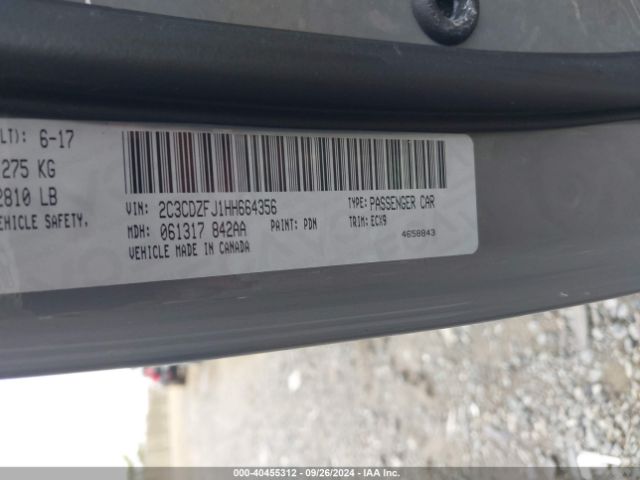 LT): 6-17
275 KG
2810 LB
EHICLE SAFETY.
VIN: 2C3CDZFJ1HH664356
TYPE: PASSENGER CAR
MDH: 061317 842AA
PAINT: PDN
TRIM: ECX9
VEHICLE MADE IN CANADA
4658843
000-40455312 - 09/26/2024 - IAA Inc.